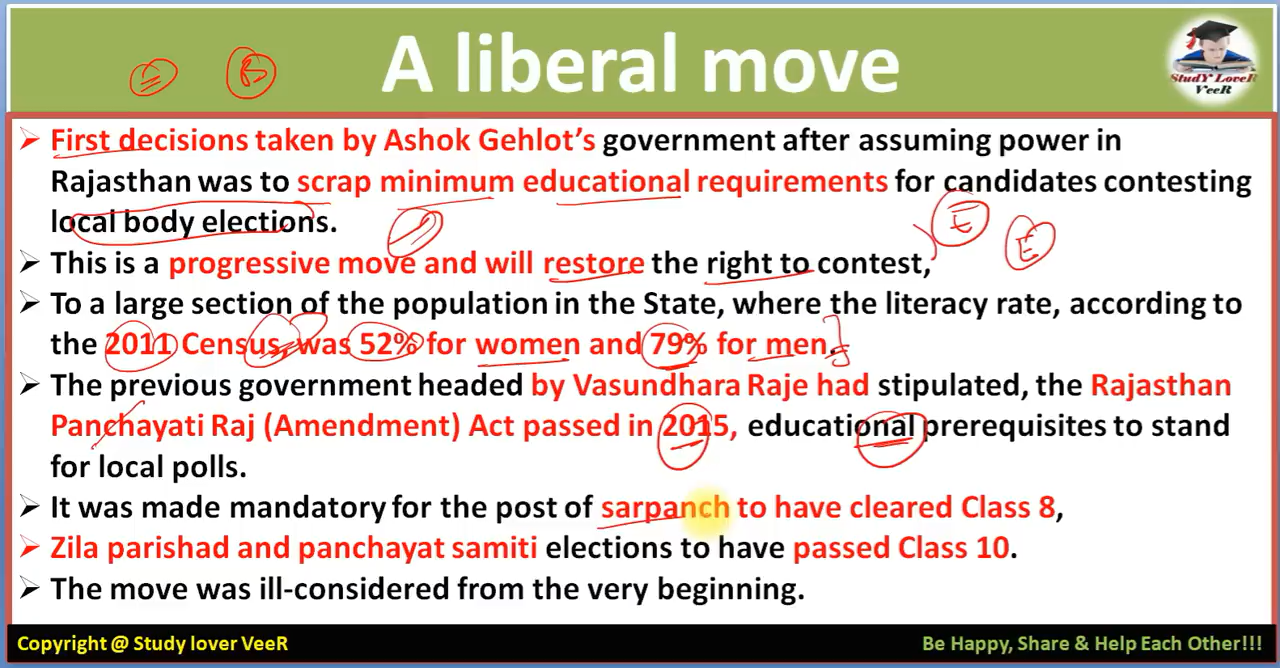 A liberal move
StudY LoveR
VeeR
➢ First decisions taken by Ashok Gehlot's government after assuming power in
Rajasthan was to scrap minimum educational requirements for candidates contesting
local body elections.
➢ This is a progressive move and will restore the right to contest,
➢ To a large section of the population in the State, where the literacy rate, according to
the 2011 Census, was 52% for women and 79% for men.
➢ The previous government headed by Vasundhara Raje had stipulated, the Rajasthan
Panchayati Raj (Amendment) Act passed in 2015, educational prerequisites to stand
for local polls.
➢ It was made mandatory for the post of sarpanch to have cleared Class 8,
➢ Zila parishad and panchayat samiti elections to have passed Class 10.
➢ The move was ill-considered from the very beginning.
Copyright @ Study lover VeeR
Be Happy, Share & Help Each Other!!!